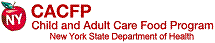 NY
CACFP
Child and Adult Care Food Program
New York State Department of Health